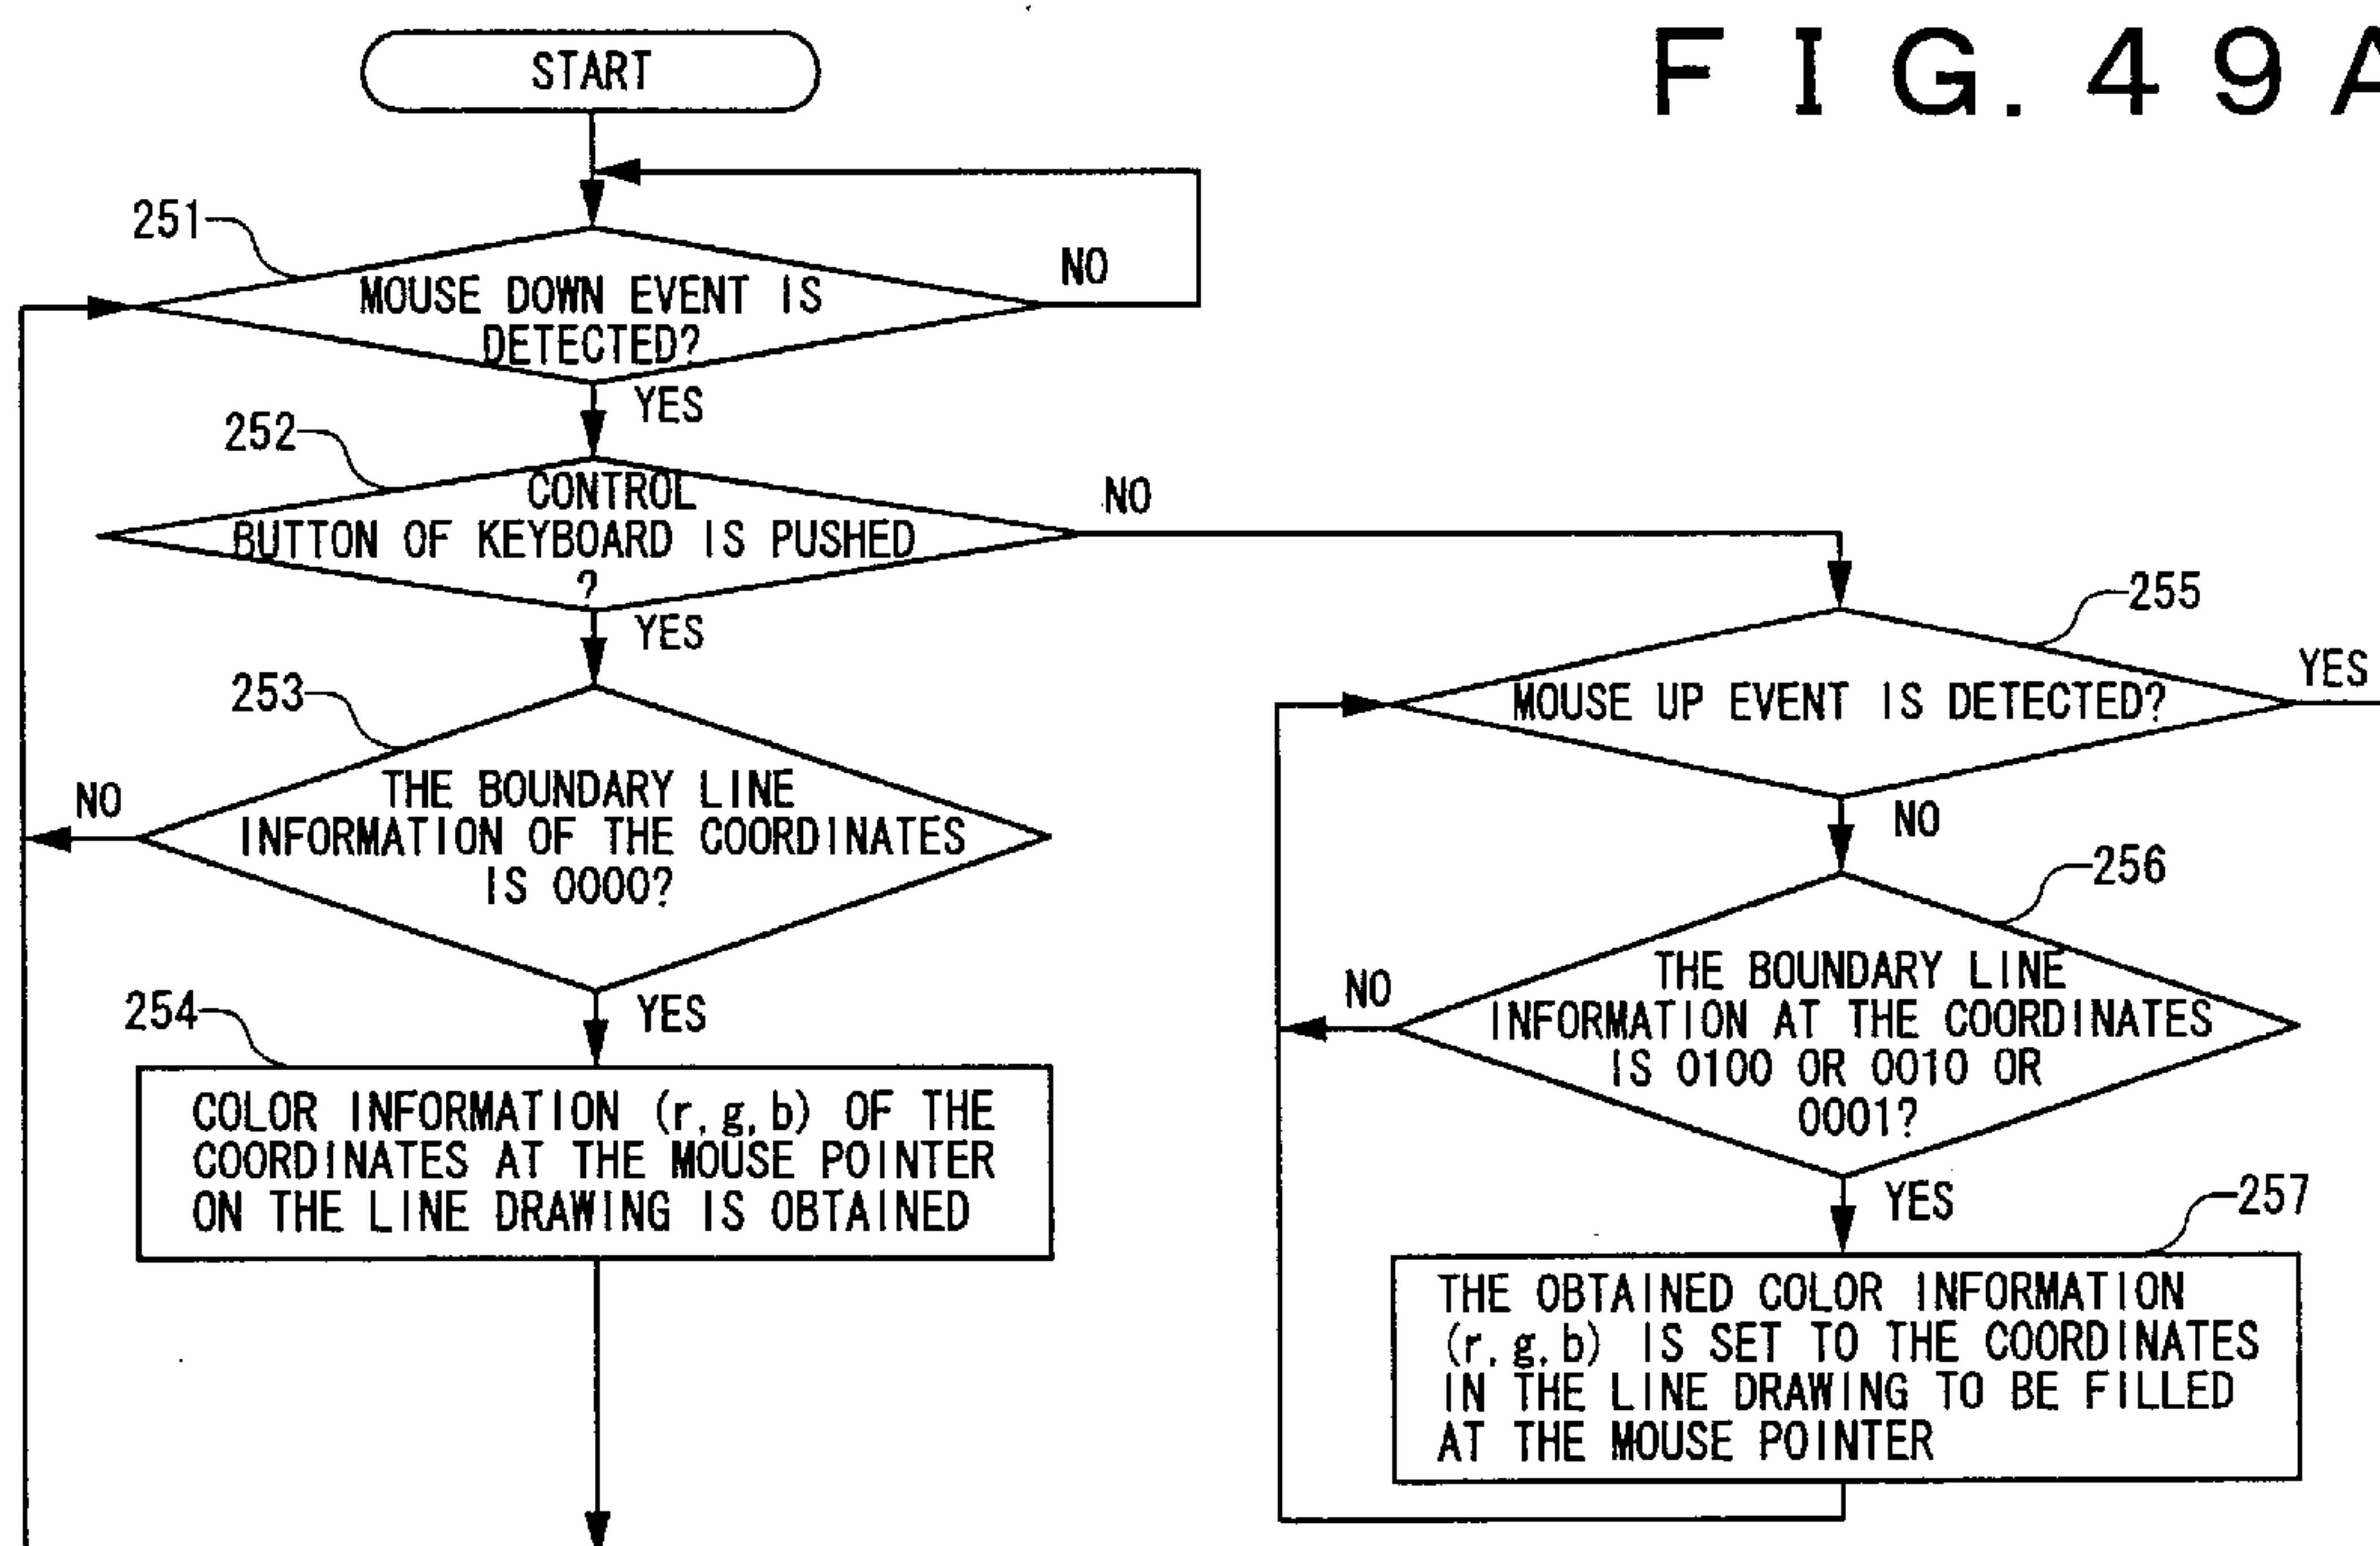 FIG. 49A
START
251
MOUSE DOWN EVENT IS
DETECTED?
NO
YES
252
CONTROL
BUTTON OF KEYBOARD IS PUSHED
?
NO
YES
253
THE BOUNDARY LINE
INFORMATION OF THE COORDINATES
IS 0000?
NO
YES
254
COLOR INFORMATION (r, g, b) OF THE
COORDINATES AT THE MOUSE POINTER
ON THE LINE DRAWING IS OBTAINED
255
MOUSE UP EVENT IS DETECTED?
YES
NO
256
THE BOUNDARY LINE
INFORMATION AT THE COORDINATES
IS 0100 OR 0010 OR
0001?
NO
YES
257
THE OBTAINED COLOR INFORMATION
(r, g, b) IS SET TO THE COORDINATES
IN THE LINE DRAWING TO BE FILLED
AT THE MOUSE POINTER